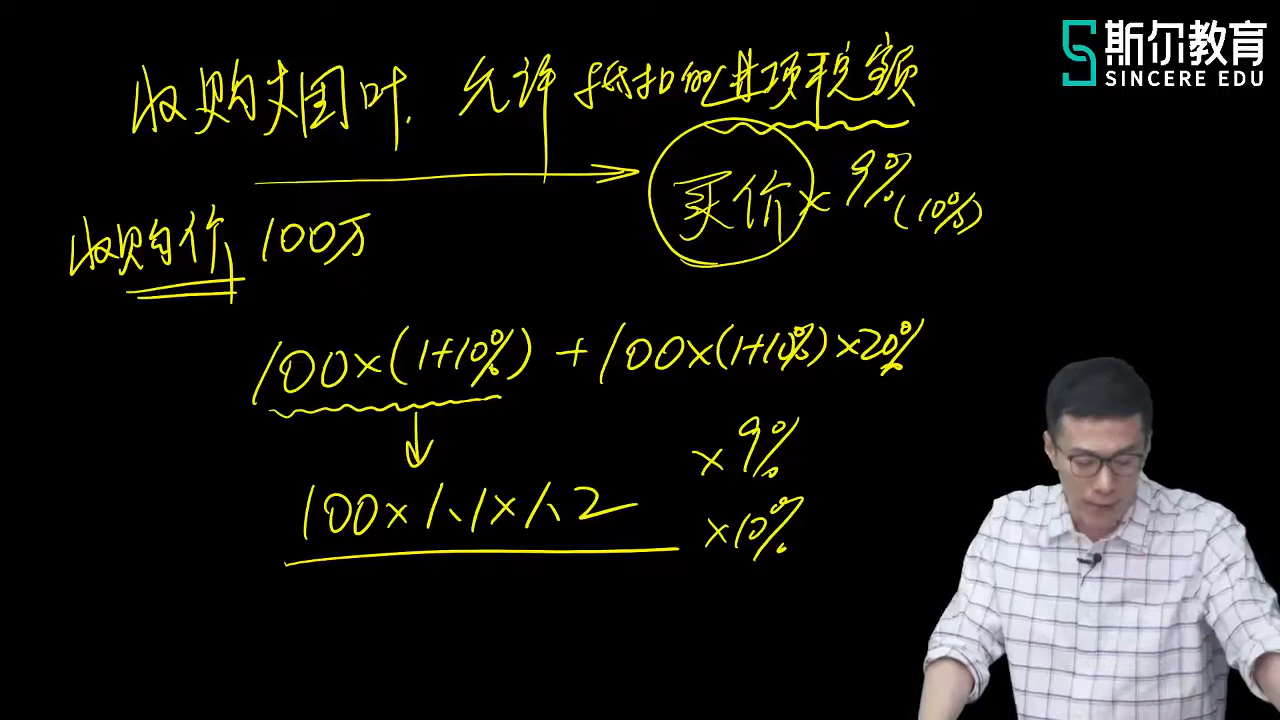 斯尔教育
SINCERE EDU
收购烟叶,允许抵扣的进项税额
买价×9%(10%)
收购价 100万
100×(1+10%)+100×(1+10%)×20%
×9%
100×1.1×1.2
×10%